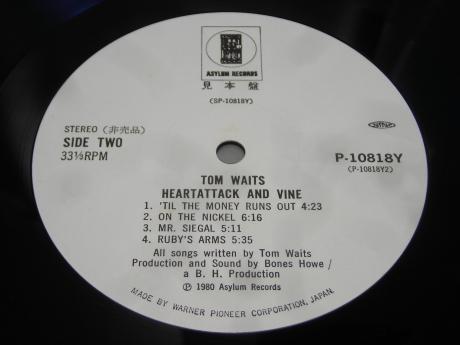 ASYLUM RECORDS
見本盤
(SP-10818Y)
STEREO (非売品)
SIDE TWO
33⅓RPM
P-10818Y
(P-10818Y2)
TOM WAITS
HEARTATTACK AND VINE
1. 'TIL THE MONEY RUNS OUT 4:23
2. ON THE NICKEL 6:16
3. MR. SIEGAL 5:11
4. RUBY'S ARMS 5:35
All songs written by Tom Waits
Production and Sound by Bones Howe /
a B. H. Production
Ⓟ 1980 Asylum Records
MADE BY WARNER PIONEER CORPORATION, JAPAN.